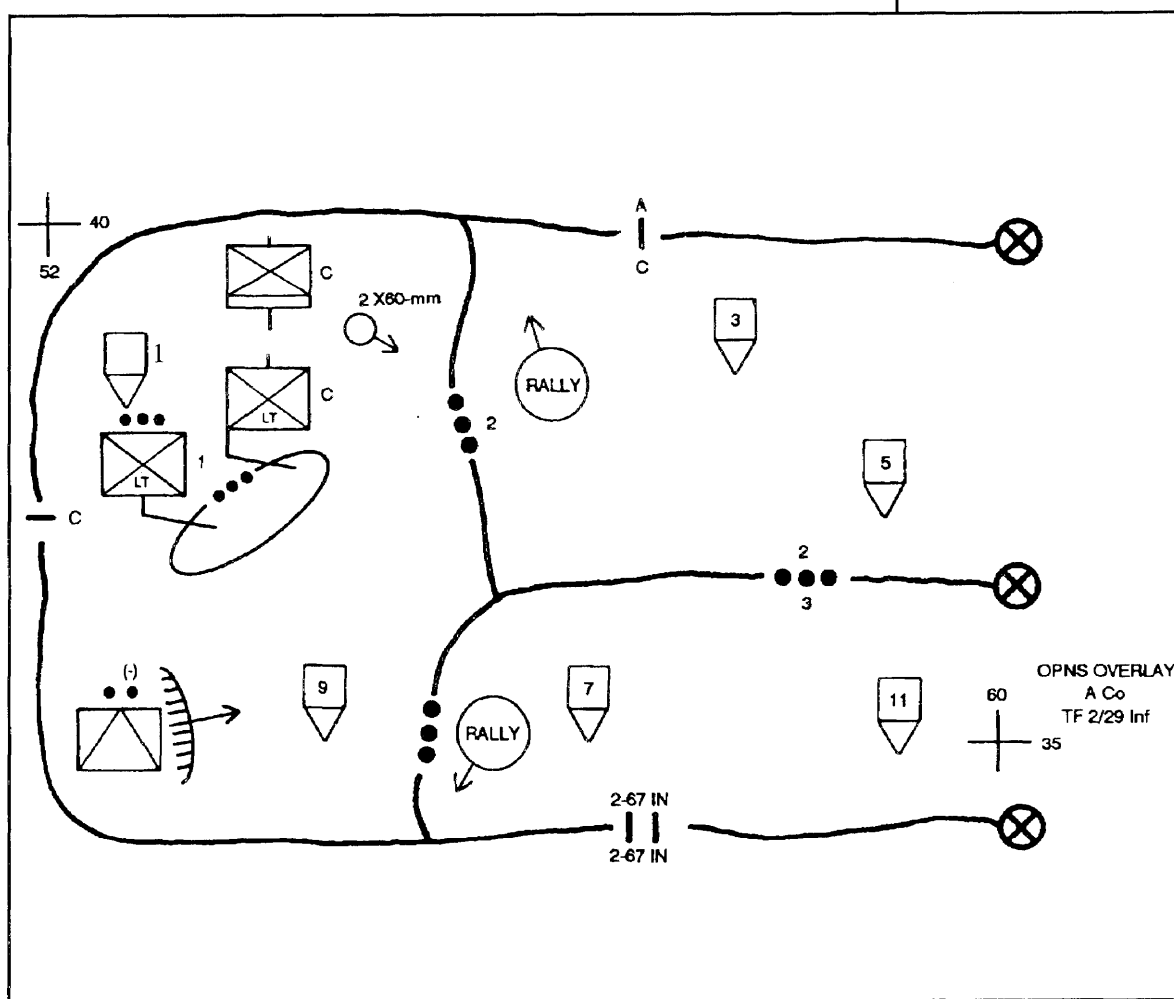 A
40
C
52
C
2 X60-mm
3
1
RALLY
C
LT
2
5
1
LT
C
2
3
(-)
OPNS OVERLAY
A Co
TF 2/29 Inf
60
35
9
7
11
RALLY
2-67 IN
2-67 IN